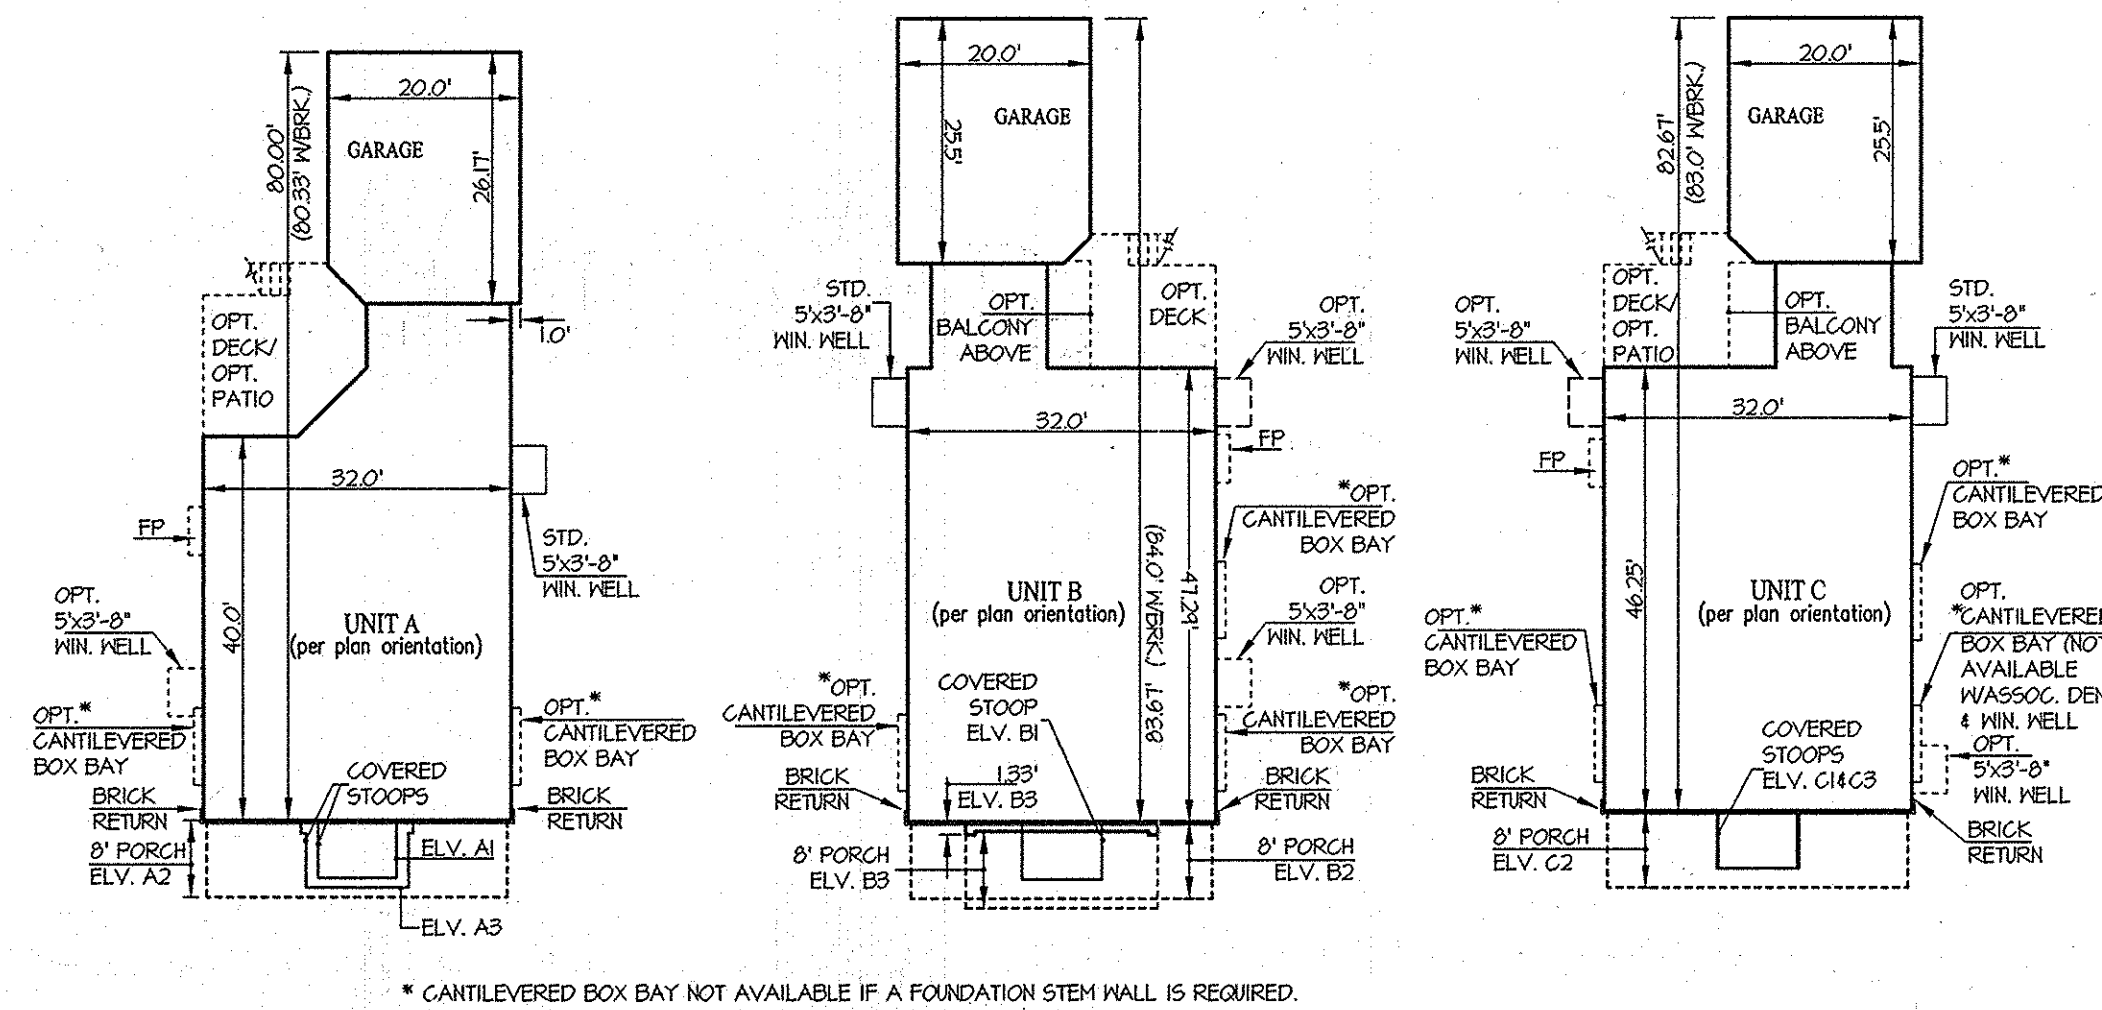 20.0'
GARAGE
80.00'
(80.33' W/BRK.)
26.17'
OPT.
DECK/
OPT.
PATIO
1.0'
32.0'
FP
STD.
5'x3'-8"
WIN. WELL
OPT.
5'x3'-8"
WIN. WELL
40.0'
UNIT A
(per plan orientation)
OPT.*
CANTILEVERED
BOX BAY
OPT.*
CANTILEVERED
BOX BAY
COVERED
STOOPS
BRICK
RETURN
BRICK
RETURN
8' PORCH
ELV. A2
ELV. A1
ELV. A3
20.0'
GARAGE
25.5'
STD.
5'x3'-8"
WIN. WELL
OPT.
BALCONY
ABOVE
OPT.
DECK
OPT.
5'x3'-8"
WIN. WELL
32.0'
FP
*OPT.
CANTILEVERED
BOX BAY
83.67' (84.0' W/BRK.)
47.29'
UNIT B
(per plan orientation)
OPT.
5'x3'-8"
WIN. WELL
*OPT.
CANTILEVERED
BOX BAY
COVERED
STOOP
ELV. B1
*OPT.
CANTILEVERED
BOX BAY
BRICK
RETURN
1.33'
ELV. B3
BRICK
RETURN
8' PORCH
ELV. B3
8' PORCH
ELV. B2
20.0'
GARAGE
82.67'
(83.0' W/BRK.)
25.5'
OPT.
5'x3'-8"
WIN. WELL
OPT.
DECK/
OPT.
PATIO
OPT.
BALCONY
ABOVE
STD.
5'x3'-8"
WIN. WELL
32.0'
FP
OPT.*
CANTILEVERED
BOX BAY
46.25'
UNIT C
(per plan orientation)
OPT.*
CANTILEVERED
BOX BAY
OPT.
*CANTILEVERE
BOX BAY (NO
AVAILABLE
W/ASSOC. DEN
& WIN. WELL
COVERED
STOOPS
ELV. C1&C3
OPT.
5'x3'-8"
WIN. WELL
BRICK
RETURN
BRICK
RETURN
8' PORCH
ELV. C2
* CANTILEVERED BOX BAY NOT AVAILABLE IF A FOUNDATION STEM WALL IS REQUIRED.